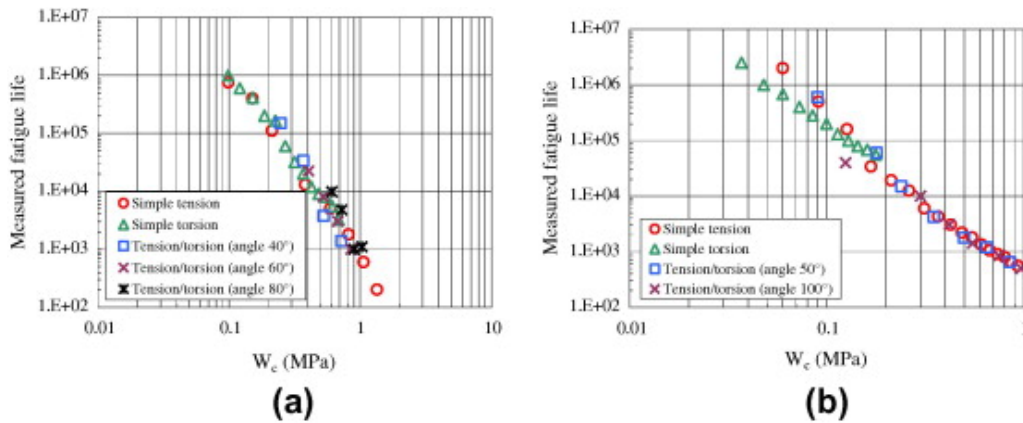 1.E+07
1.E+06
1.E+05
1.E+04
1.E+03
1.E+02
Measured fatigue life
Simple tension
Simple torsion
Tension/torsion (angle 40°)
Tension/torsion (angle 60°)
Tension/torsion (angle 80°)
0.01 0.1 1 10
W_c (MPa)
(a)
1.E+07
1.E+06
1.E+05
1.E+04
1.E+03
1.E+02
Measured fatigue life
Simple tension
Simple torsion
Tension/torsion (angle 50°)
Tension/torsion (angle 100°)
0.01 0.1 1
W_c (MPa)
(b)